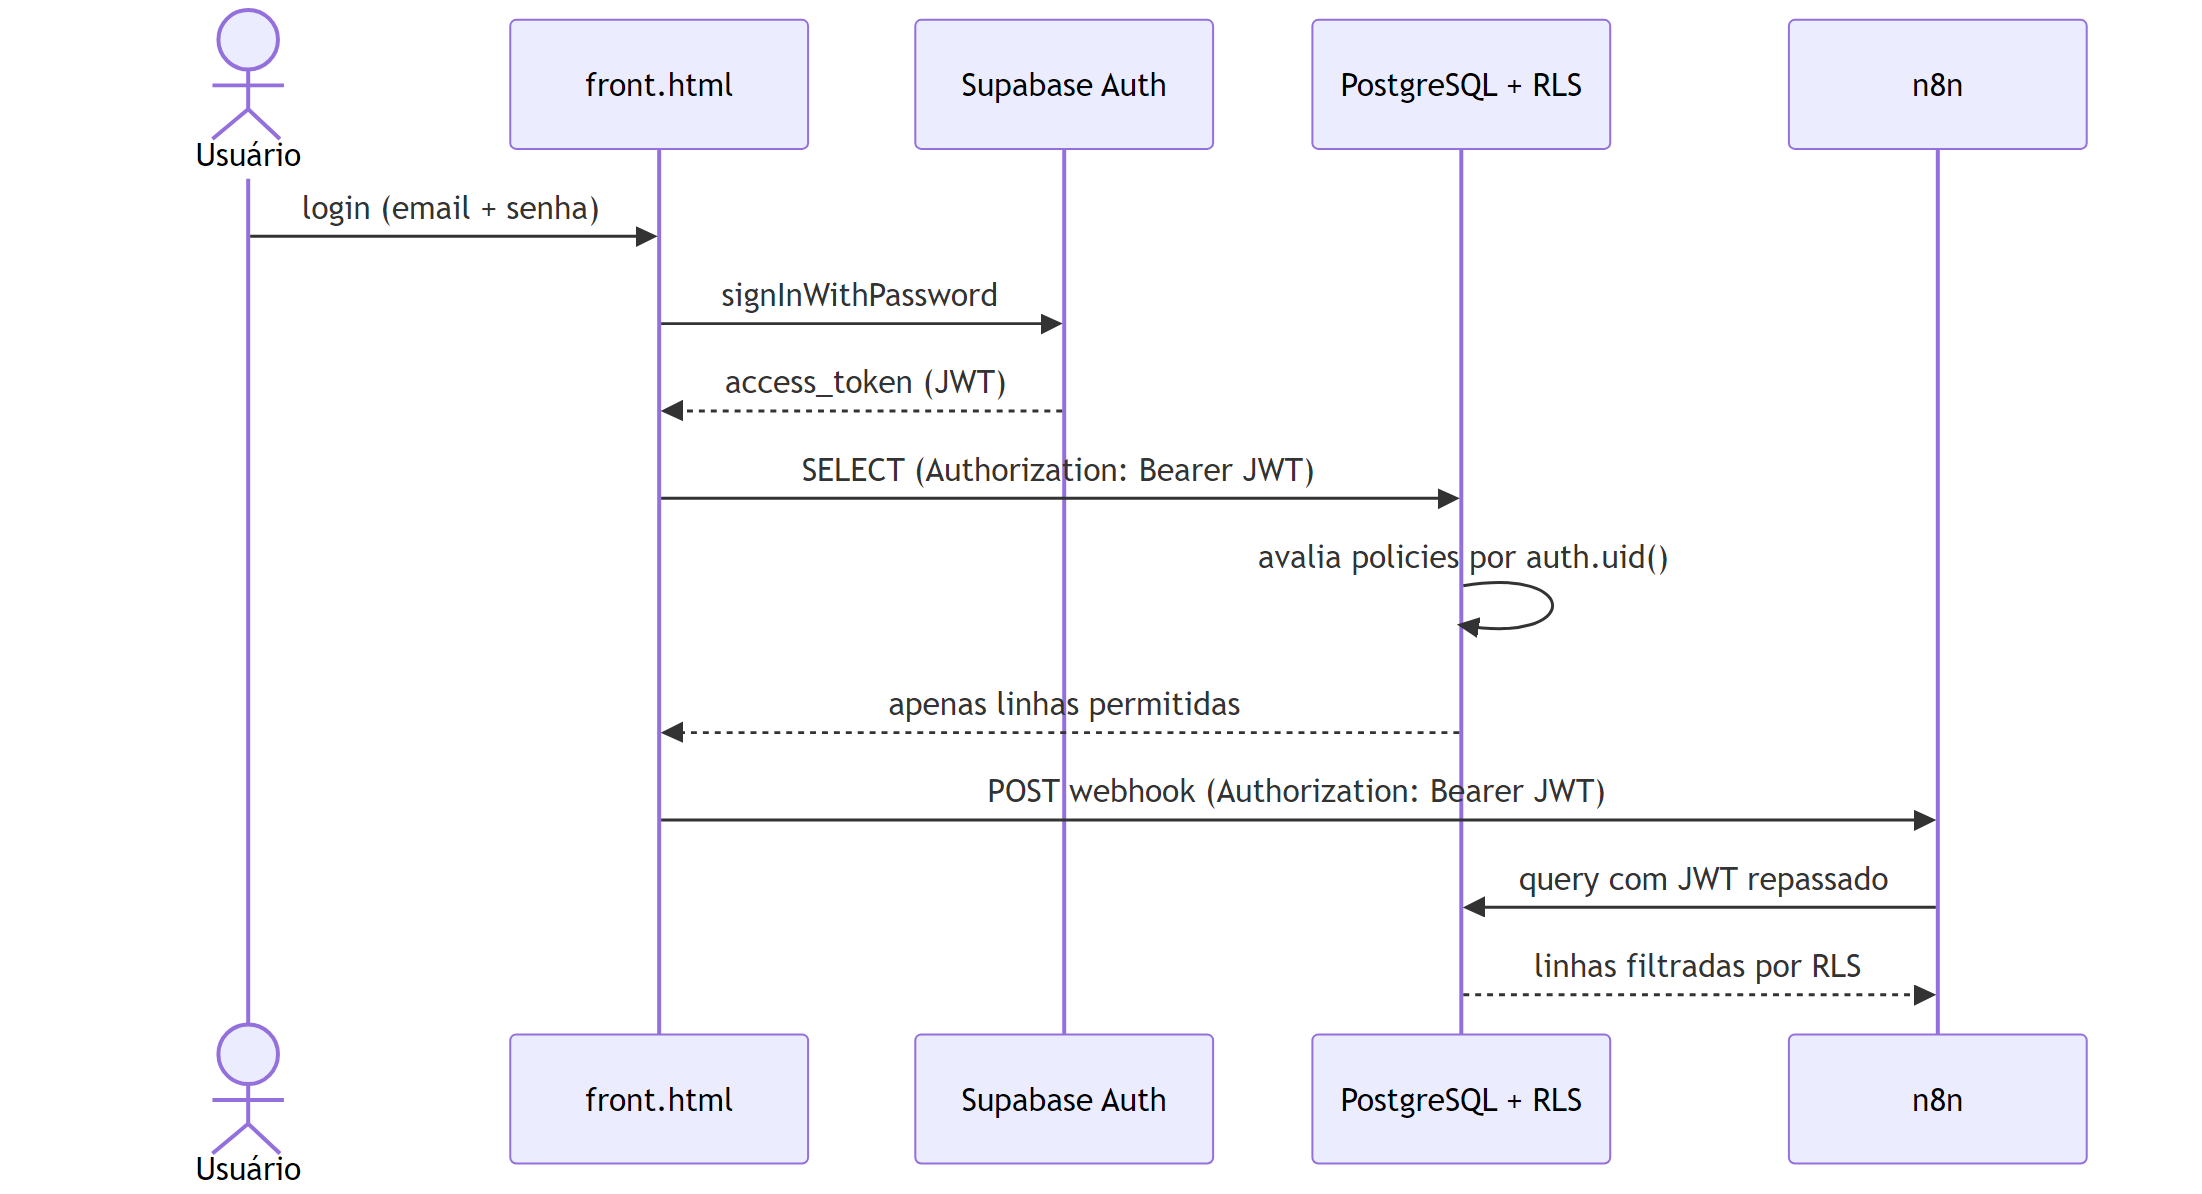 Usuário
front.html
Supabase Auth
PostgreSQL + RLS
n8n
login (email + senha)
signInWithPassword
access_token (JWT)
SELECT (Authorization: Bearer JWT)
avalia policies por auth.uid()
apenas linhas permitidas
POST webhook (Authorization: Bearer JWT)
query com JWT repassado
linhas filtradas por RLS
Usuário
front.html
Supabase Auth
PostgreSQL + RLS
n8n